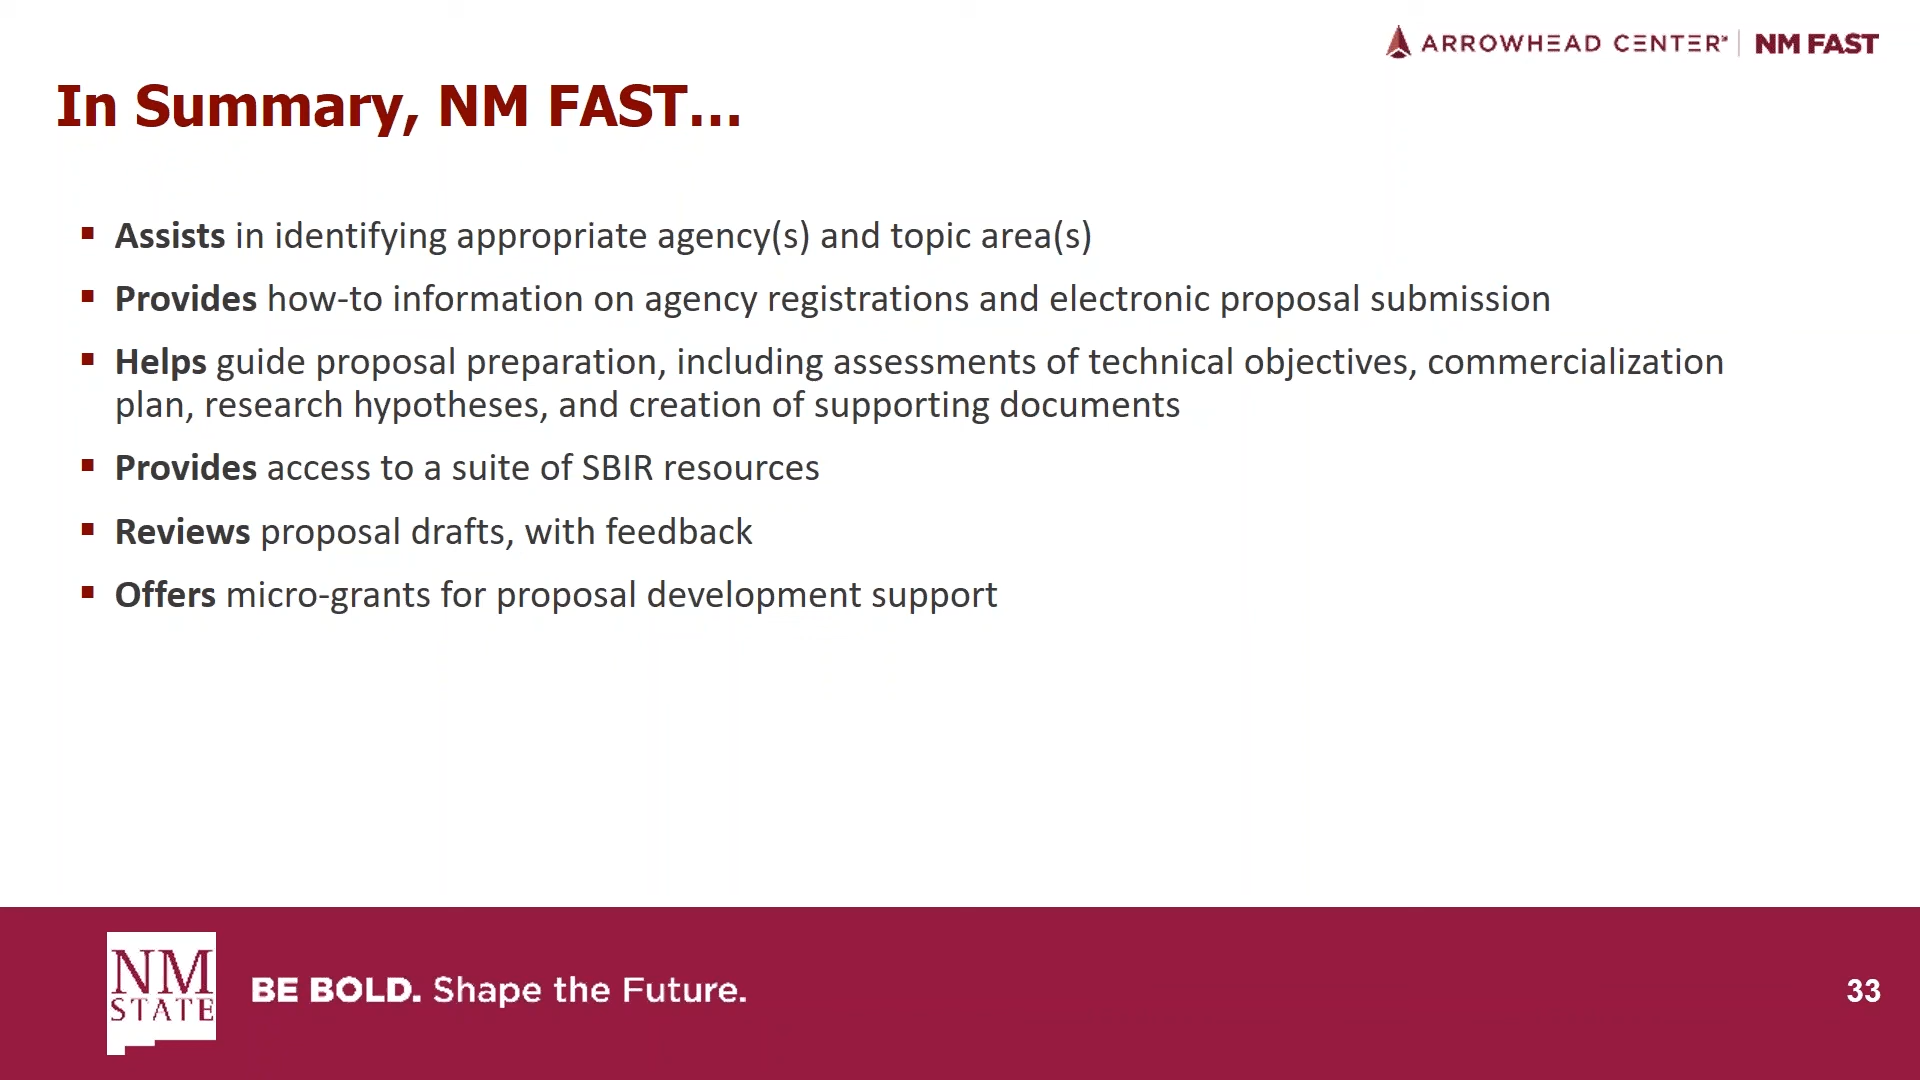 ARROWHEAD CENTER | NM FAST
In Summary, NM FAST...
▪ Assists in identifying appropriate agency(s) and topic area(s)
▪ Provides how-to information on agency registrations and electronic proposal submission
▪ Helps guide proposal preparation, including assessments of technical objectives, commercialization
plan, research hypotheses, and creation of supporting documents
▪ Provides access to a suite of SBIR resources
▪ Reviews proposal drafts, with feedback
▪ Offers micro-grants for proposal development support
NM
STATE
BE BOLD. Shape the Future.
33